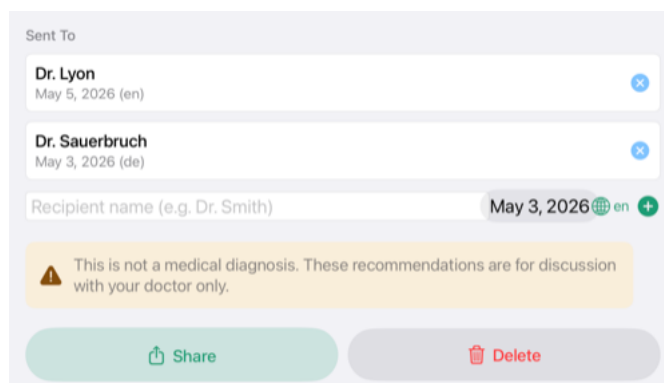 Sent To
Dr. Lyon
May 5, 2026 (en)
Dr. Sauerbruch
May 3, 2026 (de)
Recipient name (e.g. Dr. Smith) May 3, 2026 en
This is not a medical diagnosis. These recommendations are for discussion
with your doctor only.
Share Delete